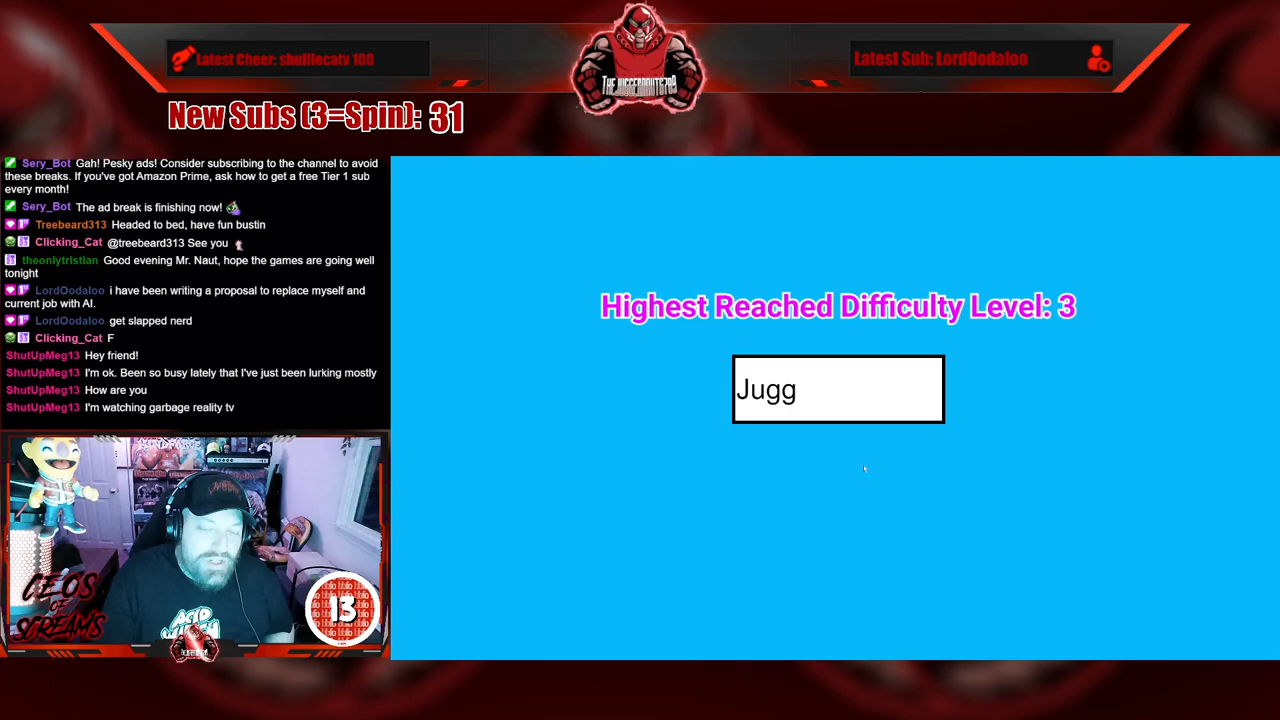 Latest Cheer: shufflecatv 100
THEJUGGERNAUT6789
Latest Sub: LordOodaloo
New Subs (3=Spin): 31
Sery_Bot Gah! Pesky ads! Consider subscribing to the channel to avoid
these breaks. If you've got Amazon Prime, ask how to get a free Tier 1 sub
every month!
Sery_Bot The ad break is finishing now!
Treebeard313 Headed to bed, have fun bustin
Clicking_Cat @treebeard313 See you
theonlytristian Good evening Mr. Naut, hope the games are going well
tonight
LordOodaloo i have been writing a proposal to replace myself and
current job with AI.
LordOodaloo get slapped nerd
Clicking_Cat F
ShutUpMeg13 Hey friend!
ShutUpMeg13 I'm ok. Been so busy lately that I've just been lurking mostly
ShutUpMeg13 How are you
ShutUpMeg13 I'm watching garbage reality tv
Highest Reached Difficulty Level: 3
Jugg
CEOS
OF
SCREAMS
ACID
13